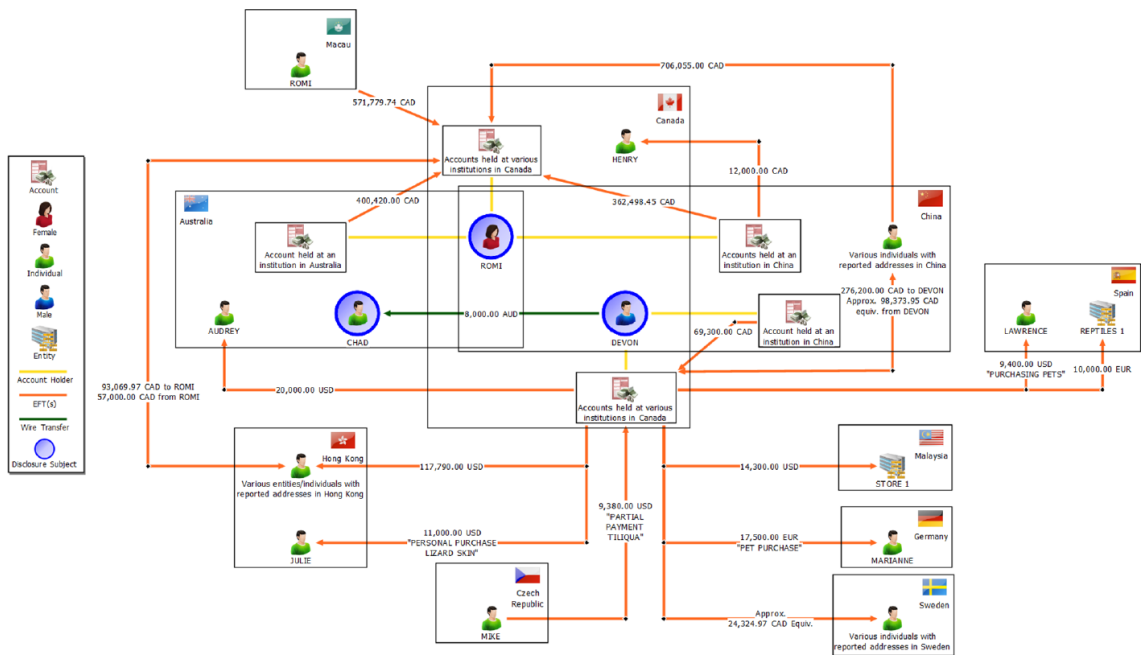 Macau
ROMI
571,779.74 CAD
706,055.00 CAD
Canada
Accounts held at various
institutions in Canada
HENRY
12,000.00 CAD
Account
Female
Individual
Male
Entity
Account Holder
EFT(s)
Wire Transfer
Disclosure Subject
Australia
400,420.00 CAD
362,498.45 CAD
China
Account held at an
institution in Australia
ROMI
Account held at an
institution in China
Various individuals with
reported addresses in China
276,200.00 CAD to DEVON
Approx. 98,373.95 CAD
equiv. from DEVON
Spain
LAWRENCE
REPTILES 1
AUDREY
CHAD
8,000.00 AUD
DEVON
69,300.00 CAD
Account held at an
institution in China
9,400.00 USD
"PURCHASING PETS"
10,000.00 EUR
93,069.97 CAD to ROMI
57,000.00 CAD from ROMI
20,000.00 USD
Accounts held at various
institutions in Canada
Hong Kong
Various entities/individuals with
reported addresses in Hong Kong
117,790.00 USD
14,300.00 USD
Malaysia
STORE 1
9,380.00 USD
"PARTIAL
PAYMENT
TILIQUA"
11,000.00 USD
"PERSONAL PURCHASE
LIZARD SKIN"
JULIE
17,500.00 EUR
"PET PURCHASE"
Germany
MARIANNE
Czech
Republic
MIKE
Approx.
24,324.97 CAD Equiv.
Sweden
Various individuals with
reported addresses in Sweden